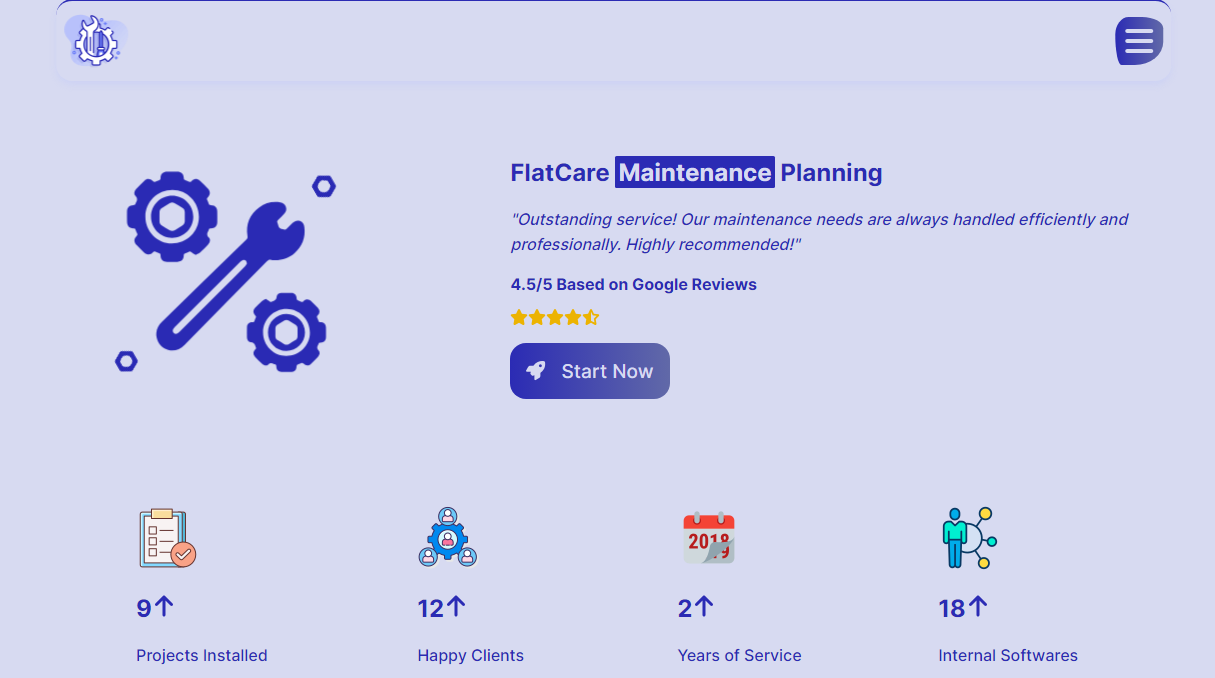 FlatCare Maintenance Planning
"Outstanding service! Our maintenance needs are always handled efficiently and
professionally. Highly recommended!"
4.5/5 Based on Google Reviews
Start Now
2018
19
9↑
12↑
2↑
18↑
Projects Installed
Happy Clients
Years of Service
Internal Softwares